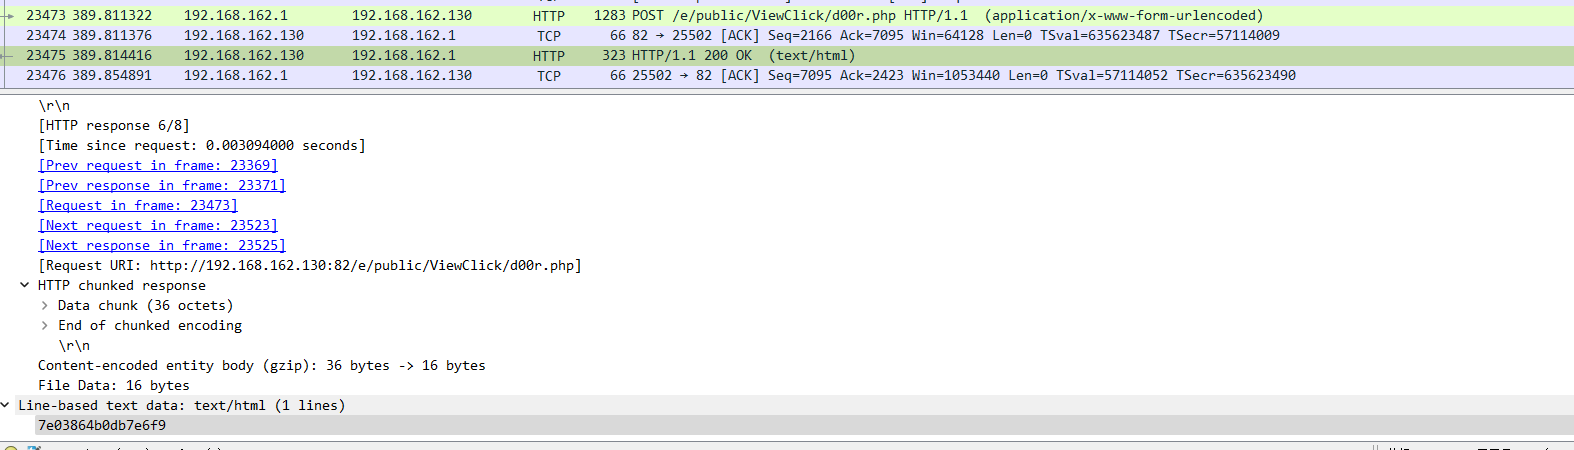 23473 389.811322 192.168.162.1 192.168.162.130 HTTP 1283 POST /e/public/ViewClick/d00r.php HTTP/1.1 (application/x-www-form-urlencoded)
23474 389.811376 192.168.162.130 192.168.162.1 TCP 66 82 → 25502 [ACK] Seq=2166 Ack=7095 Win=64128 Len=0 TSval=635623487 TSecr=57114009
23475 389.814416 192.168.162.130 192.168.162.1 HTTP 323 HTTP/1.1 200 OK (text/html)
23476 389.854891 192.168.162.1 192.168.162.130 TCP 66 25502 → 82 [ACK] Seq=7095 Ack=2423 Win=1053440 Len=0 TSval=57114052 TSecr=635623490
\r\n
[HTTP response 6/8]
[Time since request: 0.003094000 seconds]
[Prev request in frame: 23369]
[Prev response in frame: 23371]
[Request in frame: 23473]
[Next request in frame: 23523]
[Next response in frame: 23525]
[Request URI: http://192.168.162.130:82/e/public/ViewClick/d00r.php]
HTTP chunked response
Data chunk (36 octets)
End of chunked encoding
\r\n
Content-encoded entity body (gzip): 36 bytes -> 16 bytes
File Data: 16 bytes
Line-based text data: text/html (1 lines)
7e03864b0db7e6f9